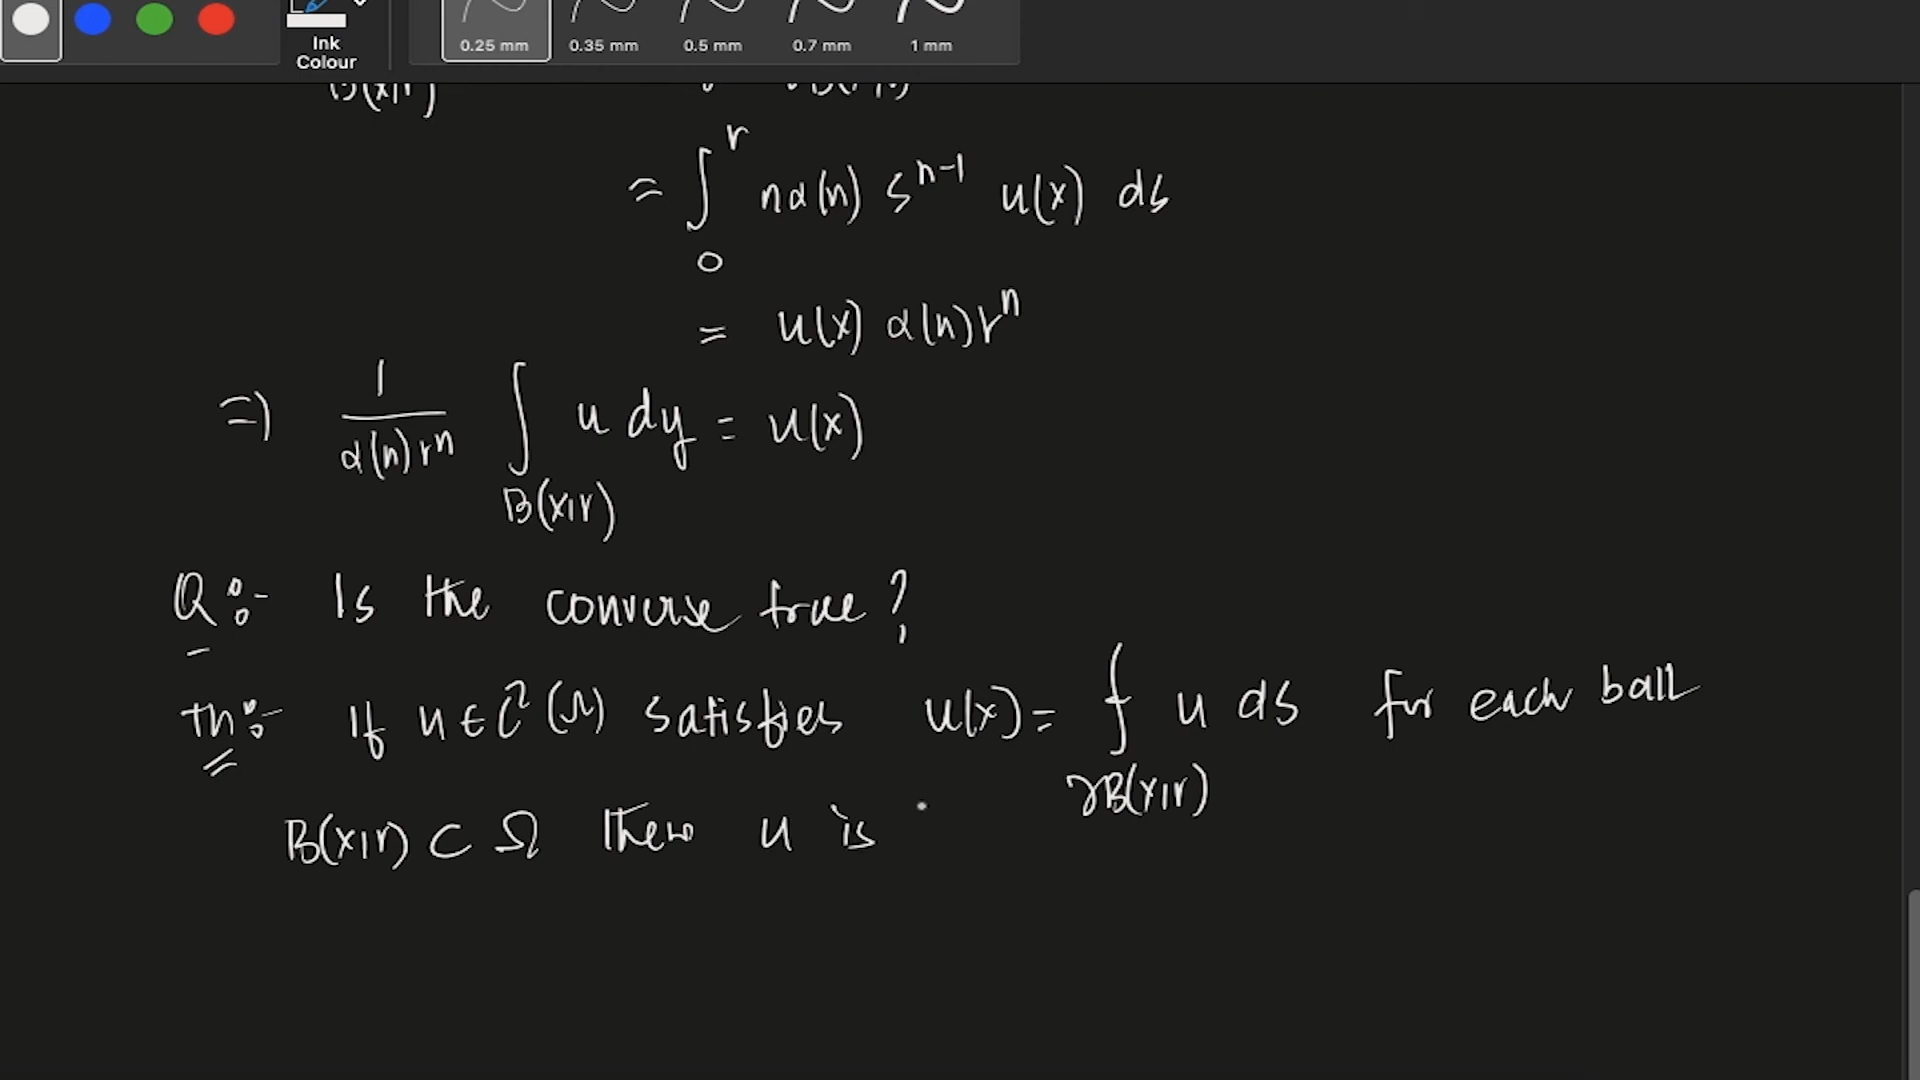 0.25 mm 0.35 mm 0.5 mm 0.7 mm 1 mm
Ink
Colour
B(x,r)
= ∫₀^r nα(n) s^{n-1} u(x) ds
= u(x) α(n) r^n
=> 1/(α(n) r^n) ∫_{B(x,r)} u dy = u(x)
Q:- Is the converse true?
Th:- If u ∈ C²(Ω) satisfies u(x) = ⨍_{∂B(x,r)} u ds for each ball
B(x,r) ⊂ Ω then u is